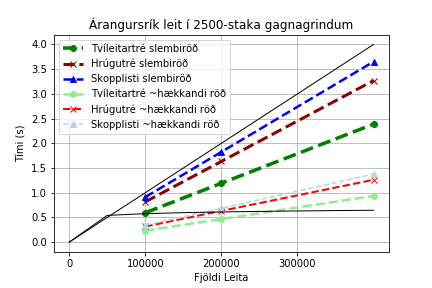 Árangursrík leit í 2500-staka gagnagrindum
Tvíleitartré slembiröð
Hrúgutré slembiröð
Skopplisti slembiröð
Tvíleitartré ~hækkandi röð
Hrúgutré ~hækkandi röð
Skopplisti ~hækkandi röð
Tími (s)
4.0
3.5
3.0
2.5
2.0
1.5
1.0
0.5
0.0
0 100000 200000 300000
Fjöldi Leita